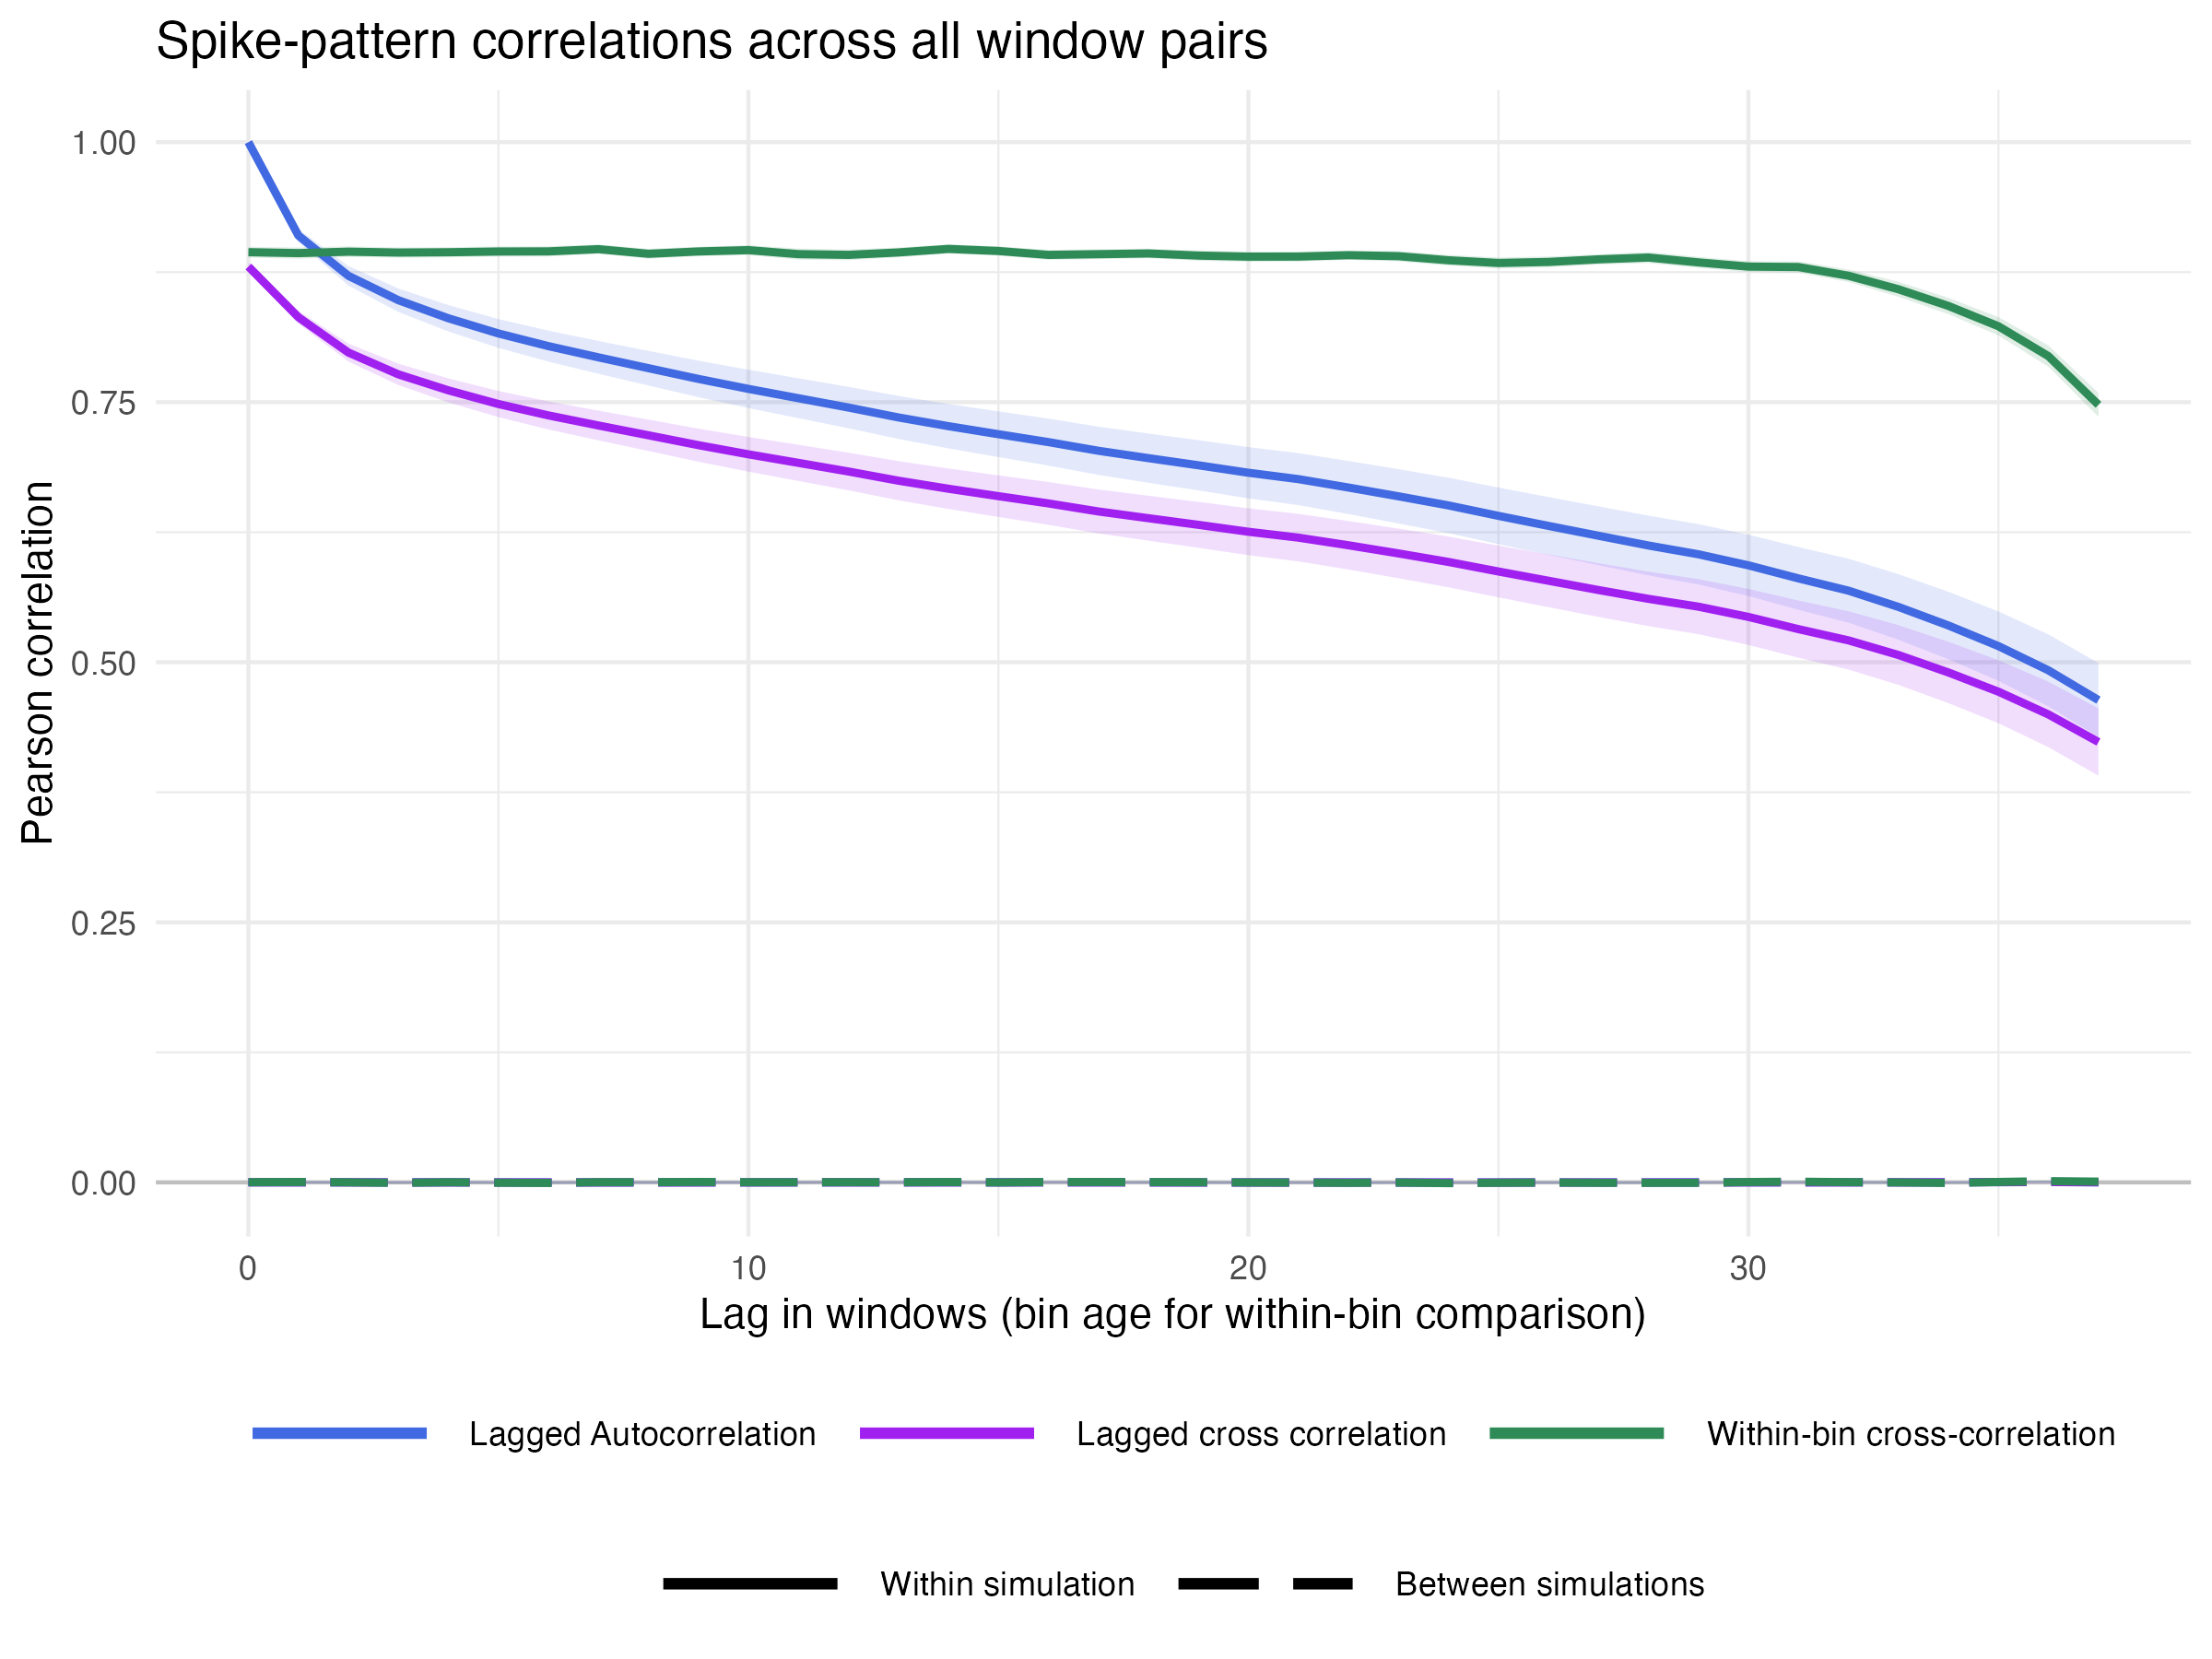 Spike-pattern correlations across all window pairs
1.00
0.75
0.50
0.25
0.00
Pearson correlation
0 10 20 30
Lag in windows (bin age for within-bin comparison)
Lagged Autocorrelation Lagged cross correlation Within-bin cross-correlation
Within simulation Between simulations